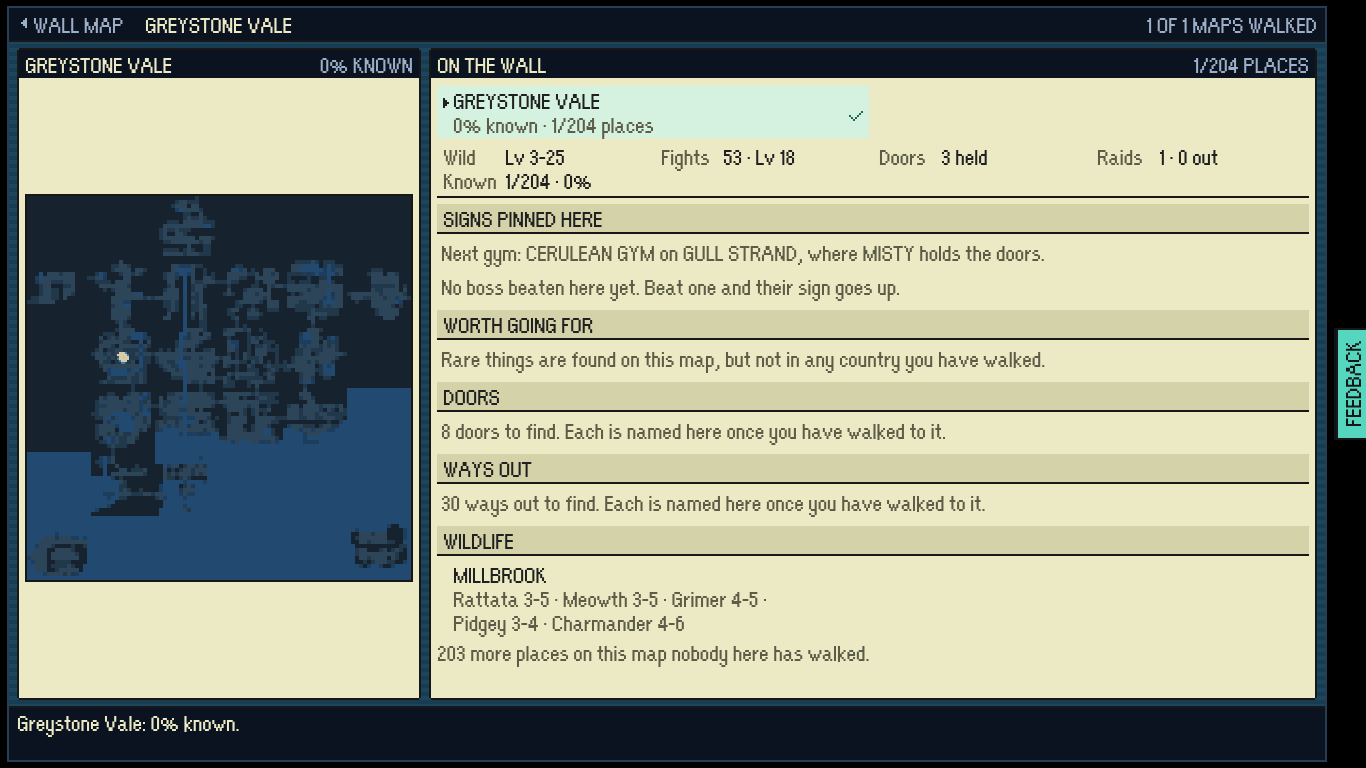 WALL MAP GREYSTONE VALE 1 OF 1 MAPS WALKED
GREYSTONE VALE 0% KNOWN
ON THE WALL 1/204 PLACES
GREYSTONE VALE
0% known · 1/204 places
Wild Lv 3-25 Fights 53 · Lv 18 Doors 3 held Raids 1 · 0 out
Known 1/204 · 0%
SIGNS PINNED HERE
Next gym: CERULEAN GYM on GULL STRAND, where MISTY holds the doors.
No boss beaten here yet. Beat one and their sign goes up.
WORTH GOING FOR
Rare things are found on this map, but not in any country you have walked.
DOORS
8 doors to find. Each is named here once you have walked to it.
WAYS OUT
30 ways out to find. Each is named here once you have walked to it.
WILDLIFE
MILLBROOK
Rattata 3-5 · Meowth 3-5 · Grimer 4-5 ·
Pidgey 3-4 · Charmander 4-6
203 more places on this map nobody here has walked.
Greystone Vale: 0% known.
FEEDBACK